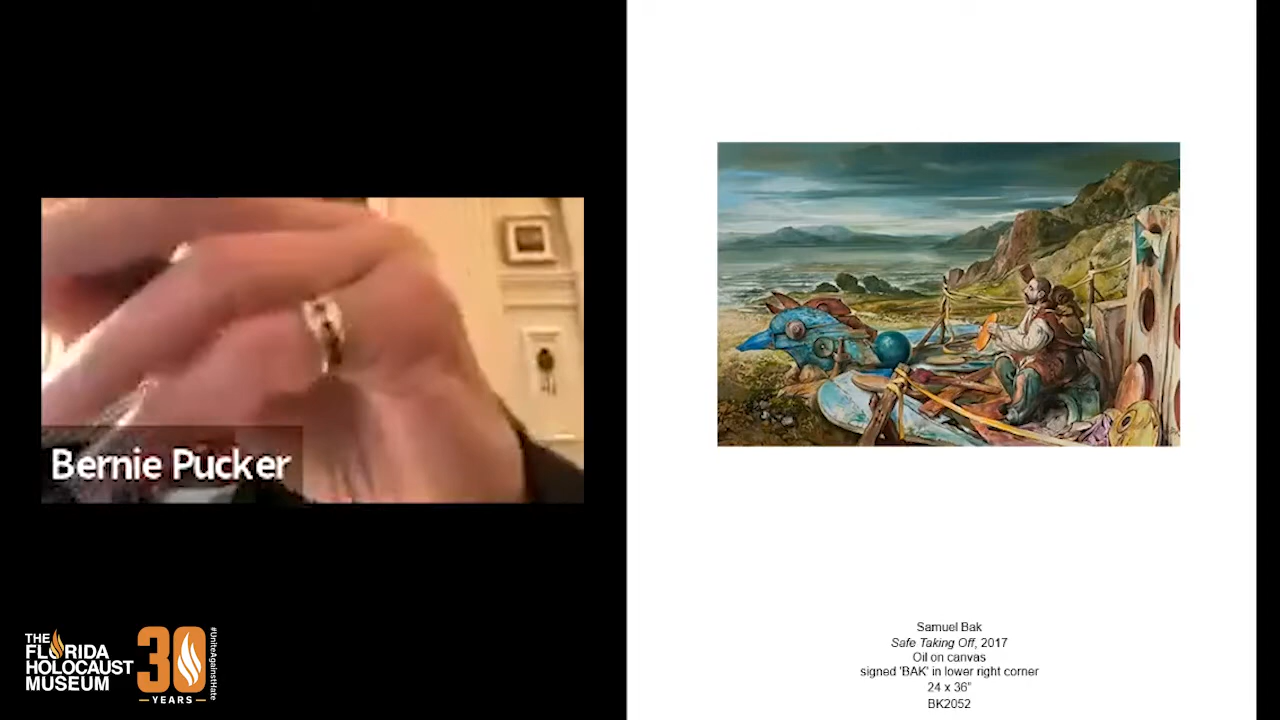 Bernie Pucker
THE
FLORIDA
HOLOCAUST
MUSEUM
30
YEARS
#UniteAgainstHate
Samuel Bak
Safe Taking Off, 2017
Oil on canvas
signed 'BAK' in lower right corner
24 x 36"
BK2052